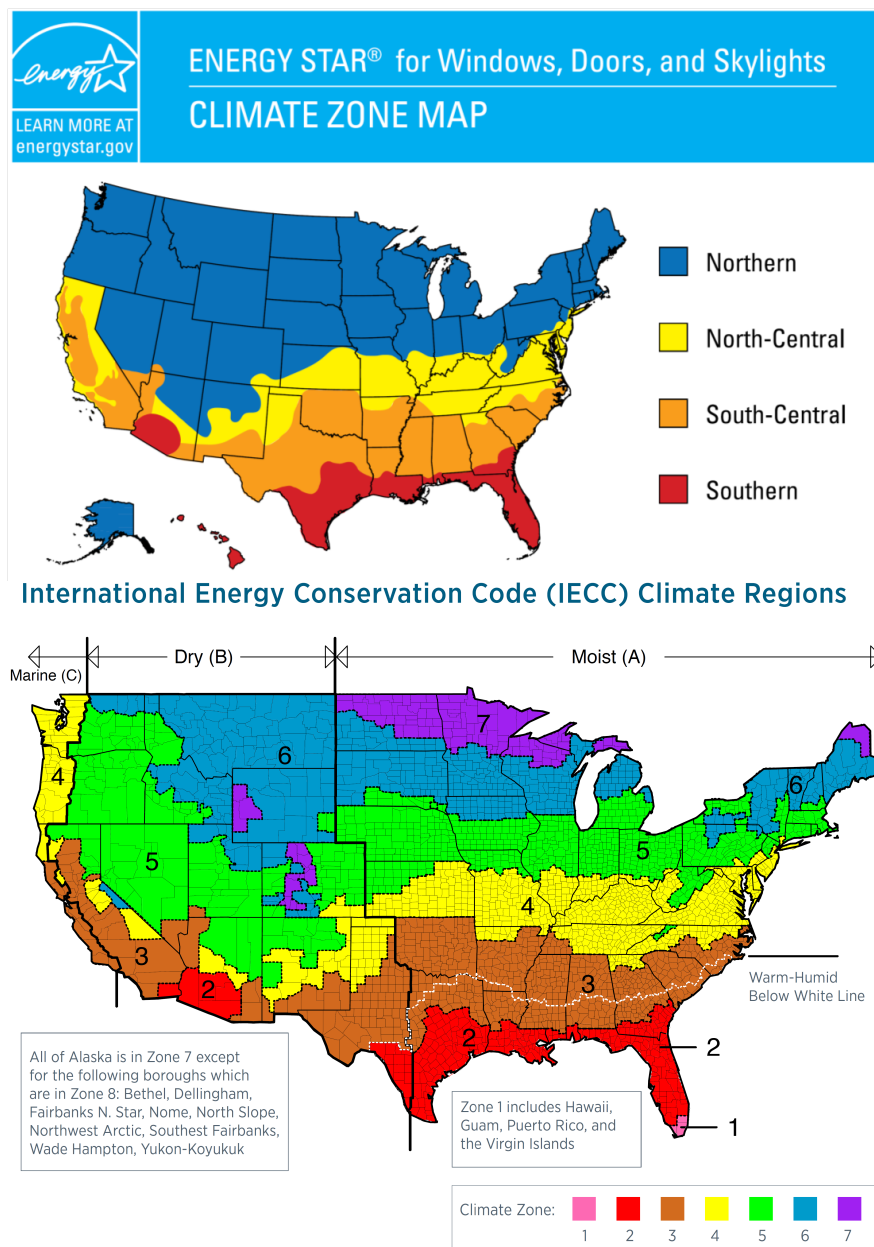 energy
LEARN MORE AT
energystar.gov
ENERGY STAR® for Windows, Doors, and Skylights
CLIMATE ZONE MAP
Northern
North-Central
South-Central
Southern
International Energy Conservation Code (IECC) Climate Regions
Marine (C)
Dry (B)
Moist (A)
7
6
6
4
5
5
4
3
3
2
2
Warm-Humid
Below White Line
2
1
All of Alaska is in Zone 7 except
for the following boroughs which
are in Zone 8: Bethel, Dellingham,
Fairbanks N. Star, Nome, North Slope,
Northwest Arctic, Southest Fairbanks,
Wade Hampton, Yukon-Koyukuk
Zone 1 includes Hawaii,
Guam, Puerto Rico, and
the Virgin Islands
Climate Zone:
1 2 3 4 5 6 7